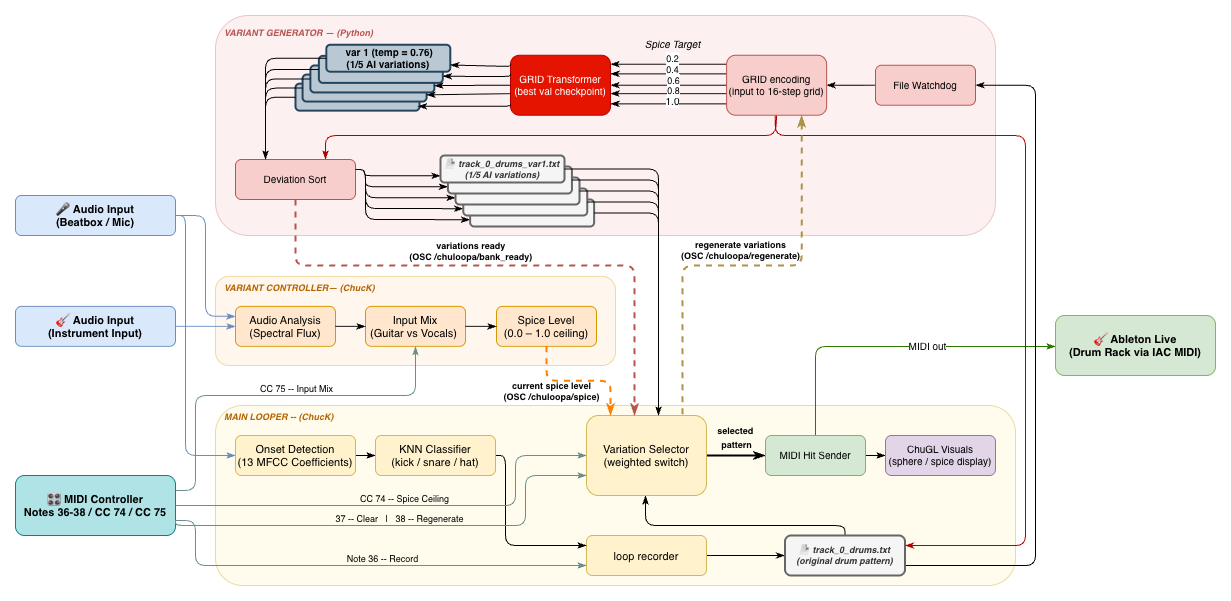 VARIANT GENERATOR — (Python)
var 1 (temp = 0.76)
(1/5 AI variations)
GRID Transformer
(best val checkpoint)
Spice Target
0.2
0.4
0.6
0.8
1.0
GRID encoding
(input to 16-step grid)
File Watchdog
Deviation Sort
track_0_drums_var1.txt
(1/5 AI variations)
🎤 Audio Input
(Beatbox / Mic)
variations ready
(OSC /chuloopa/bank_ready)
regenerate variations
(OSC /chuloopa/regenerate)
VARIANT CONTROLLER— (ChucK)
🎸 Audio Input
(Instrument Input)
Audio Analysis
(Spectral Flux)
Input Mix
(Guitar vs Vocals)
Spice Level
(0.0 – 1.0 ceiling)
🎸 Ableton Live
(Drum Rack via IAC MIDI)
MIDI out
CC 75 -- Input Mix
current spice level
(OSC /chuloopa/spice)
MAIN LOOPER -- (ChucK)
Onset Detection
(13 MFCC Coefficients)
KNN Classifier
(kick / snare / hat)
Variation Selector
(weighted switch)
selected
pattern
MIDI Hit Sender
ChuGL Visuals
(sphere / spice display)
🎛️ MIDI Controller
Notes 36-38 / CC 74 / CC 75
CC 74 -- Spice Ceiling
37 -- Clear | 38 -- Regenerate
Note 36 -- Record
loop recorder
track_0_drums.txt
(original drum pattern)